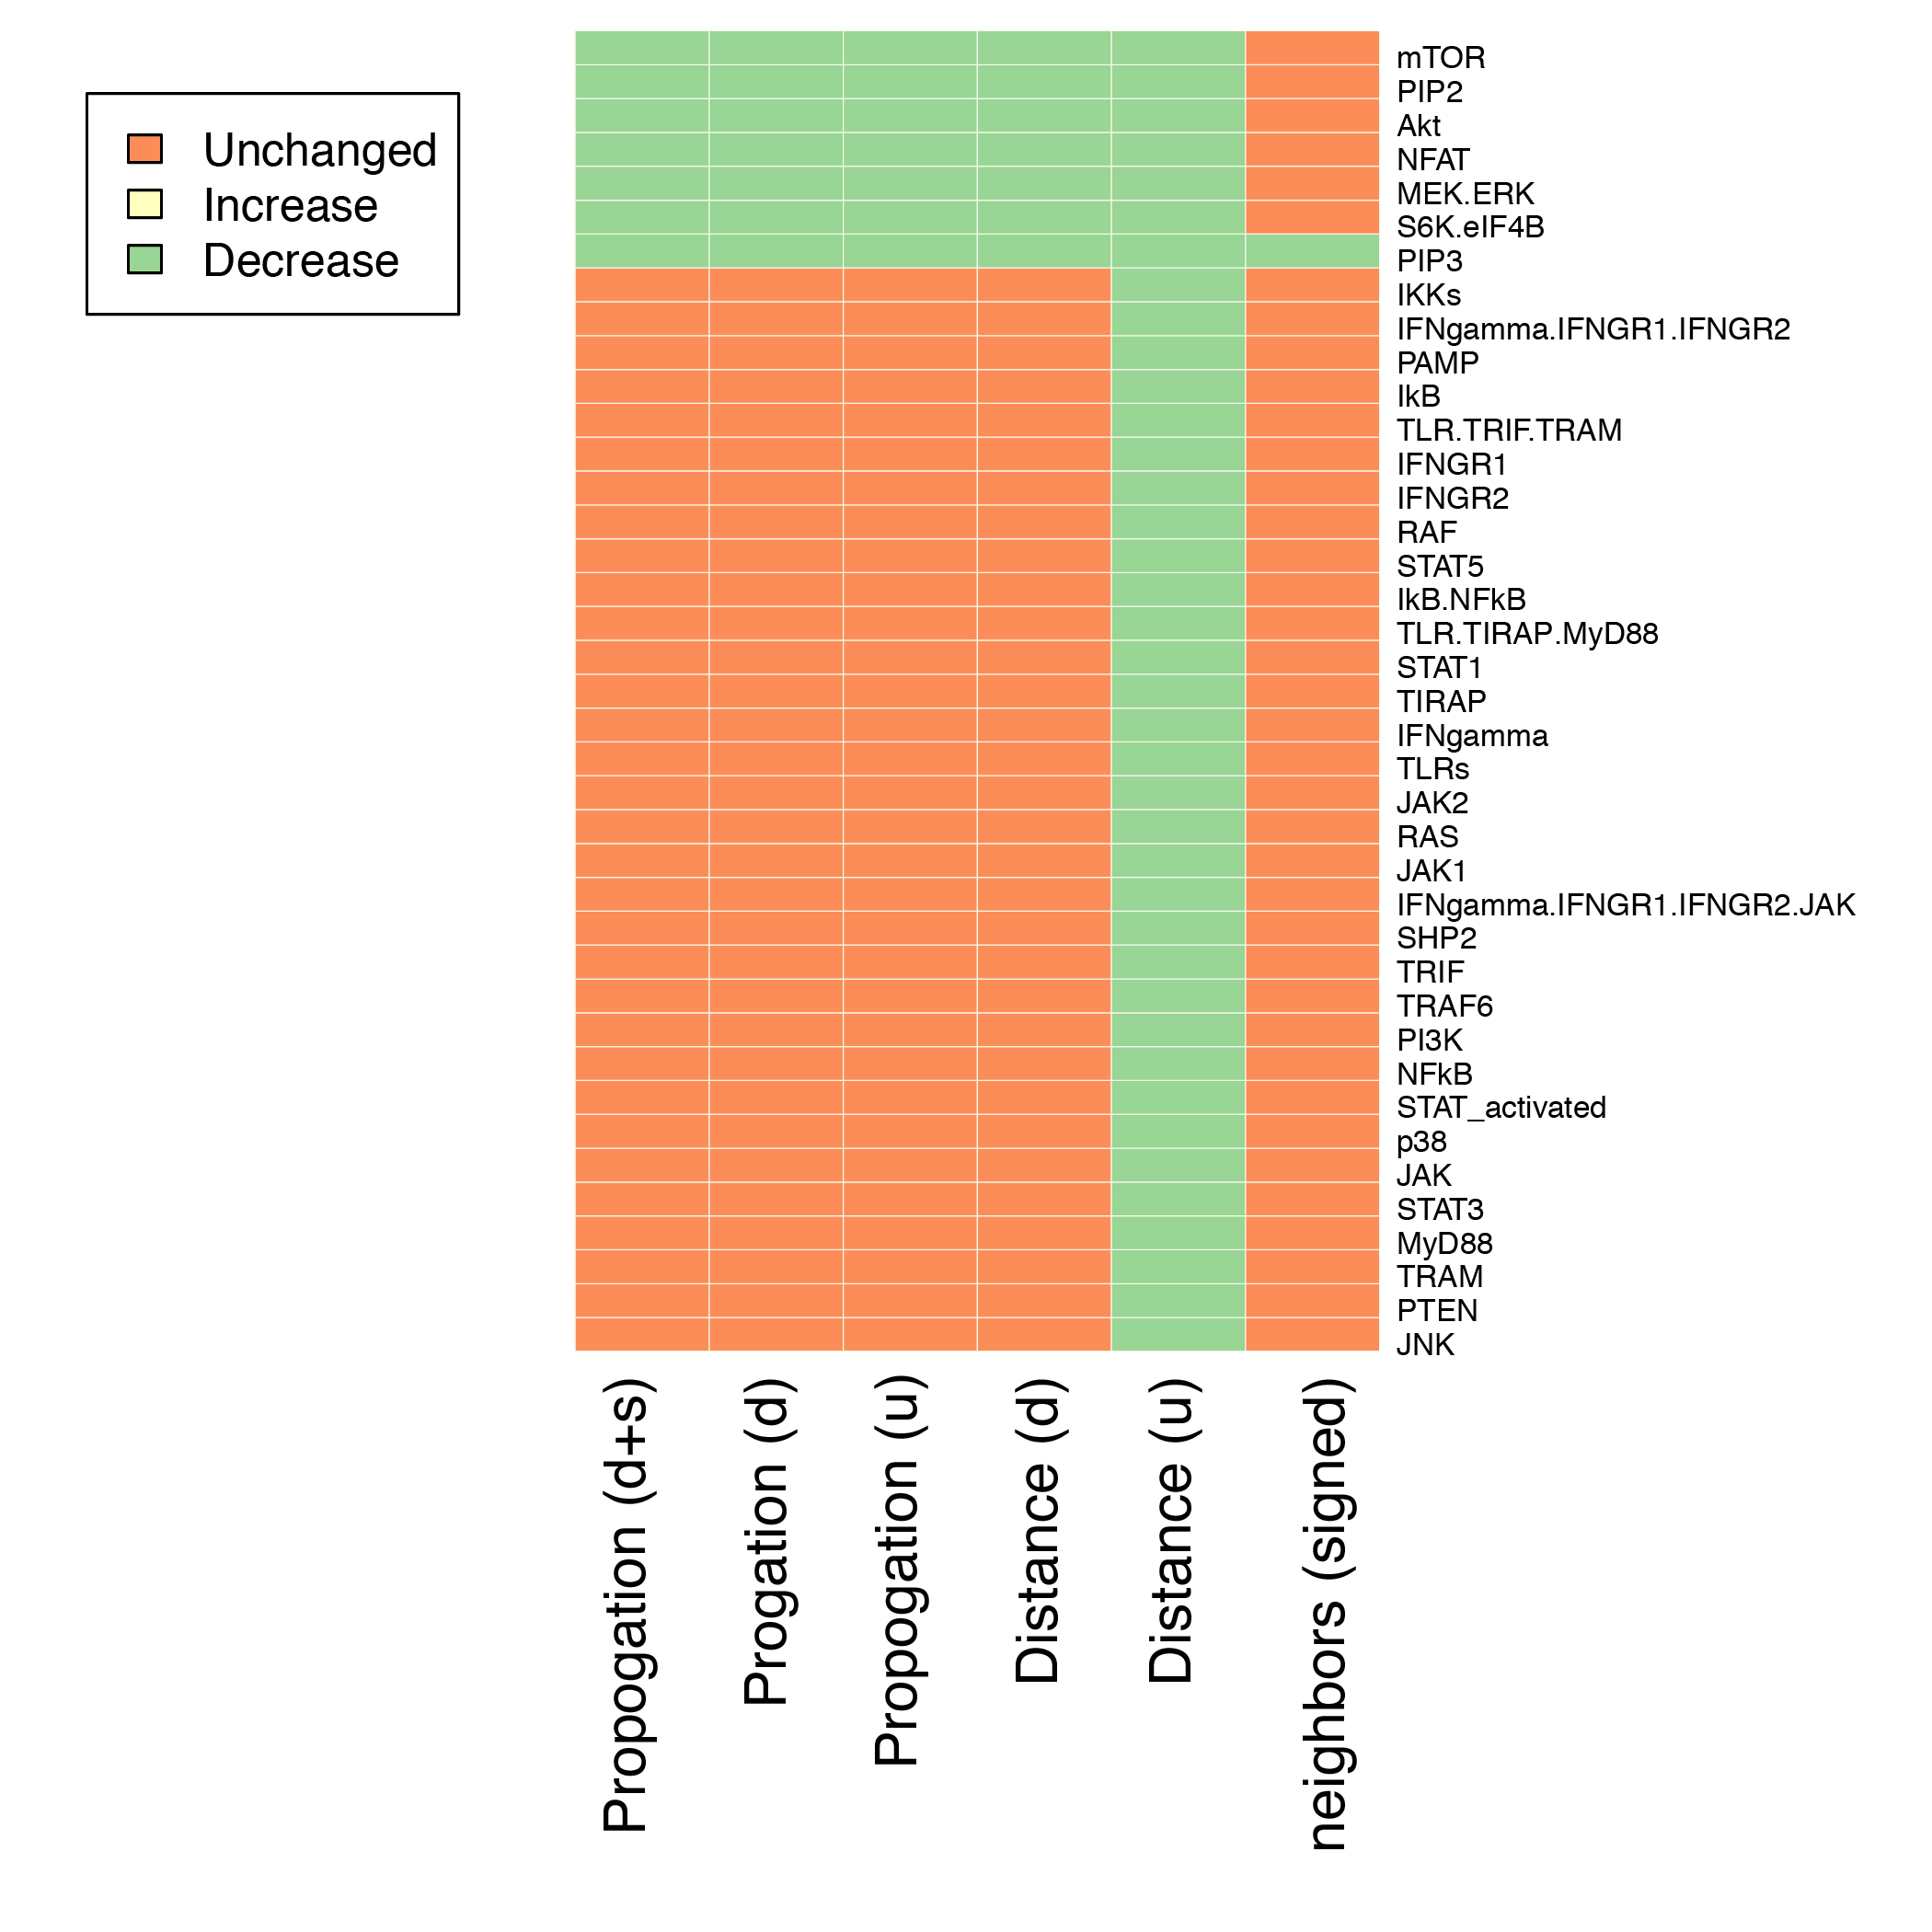 Unchanged
Increase
Decrease
mTOR
PIP2
Akt
NFAT
MEK.ERK
S6K.eIF4B
PIP3
IKKs
IFNgamma.IFNGR1.IFNGR2
PAMP
IkB
TLR.TRIF.TRAM
IFNGR1
IFNGR2
RAF
STAT5
IkB.NFkB
TLR.TIRAP.MyD88
STAT1
TIRAP
IFNgamma
TLRs
JAK2
RAS
JAK1
IFNgamma.IFNGR1.IFNGR2.JAK
SHP2
TRIF
TRAF6
PI3K
NFkB
STAT_activated
p38
JAK
STAT3
MyD88
TRAM
PTEN
JNK
Propogation (d+s)
Progation (d)
Propogation (u)
Distance (d)
Distance (u)
neighbors (signed)